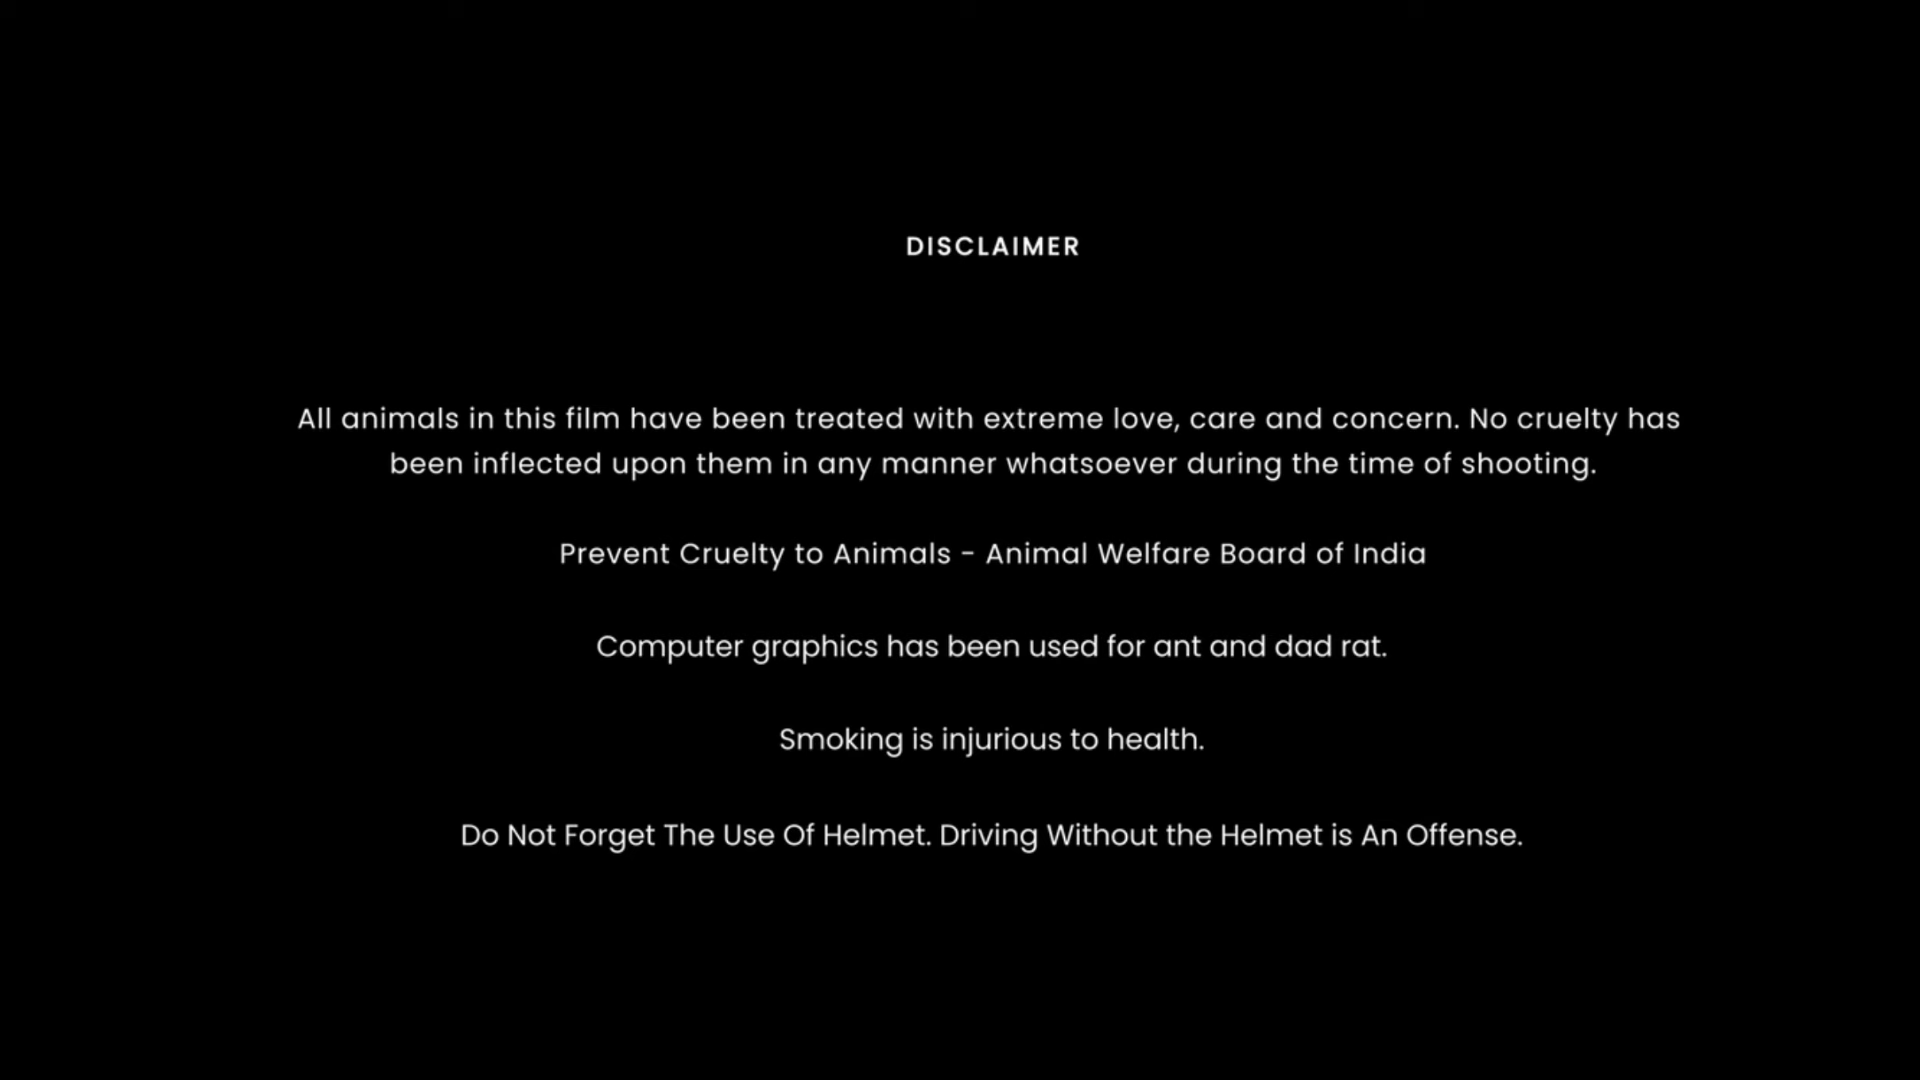 DISCLAIMER
All animals in this film have been treated with extreme love, care and concern. No cruelty has
been inflected upon them in any manner whatsoever during the time of shooting.
Prevent Cruelty to Animals - Animal Welfare Board of India
Computer graphics has been used for ant and dad rat.
Smoking is injurious to health.
Do Not Forget The Use Of Helmet. Driving Without the Helmet is An Offense.